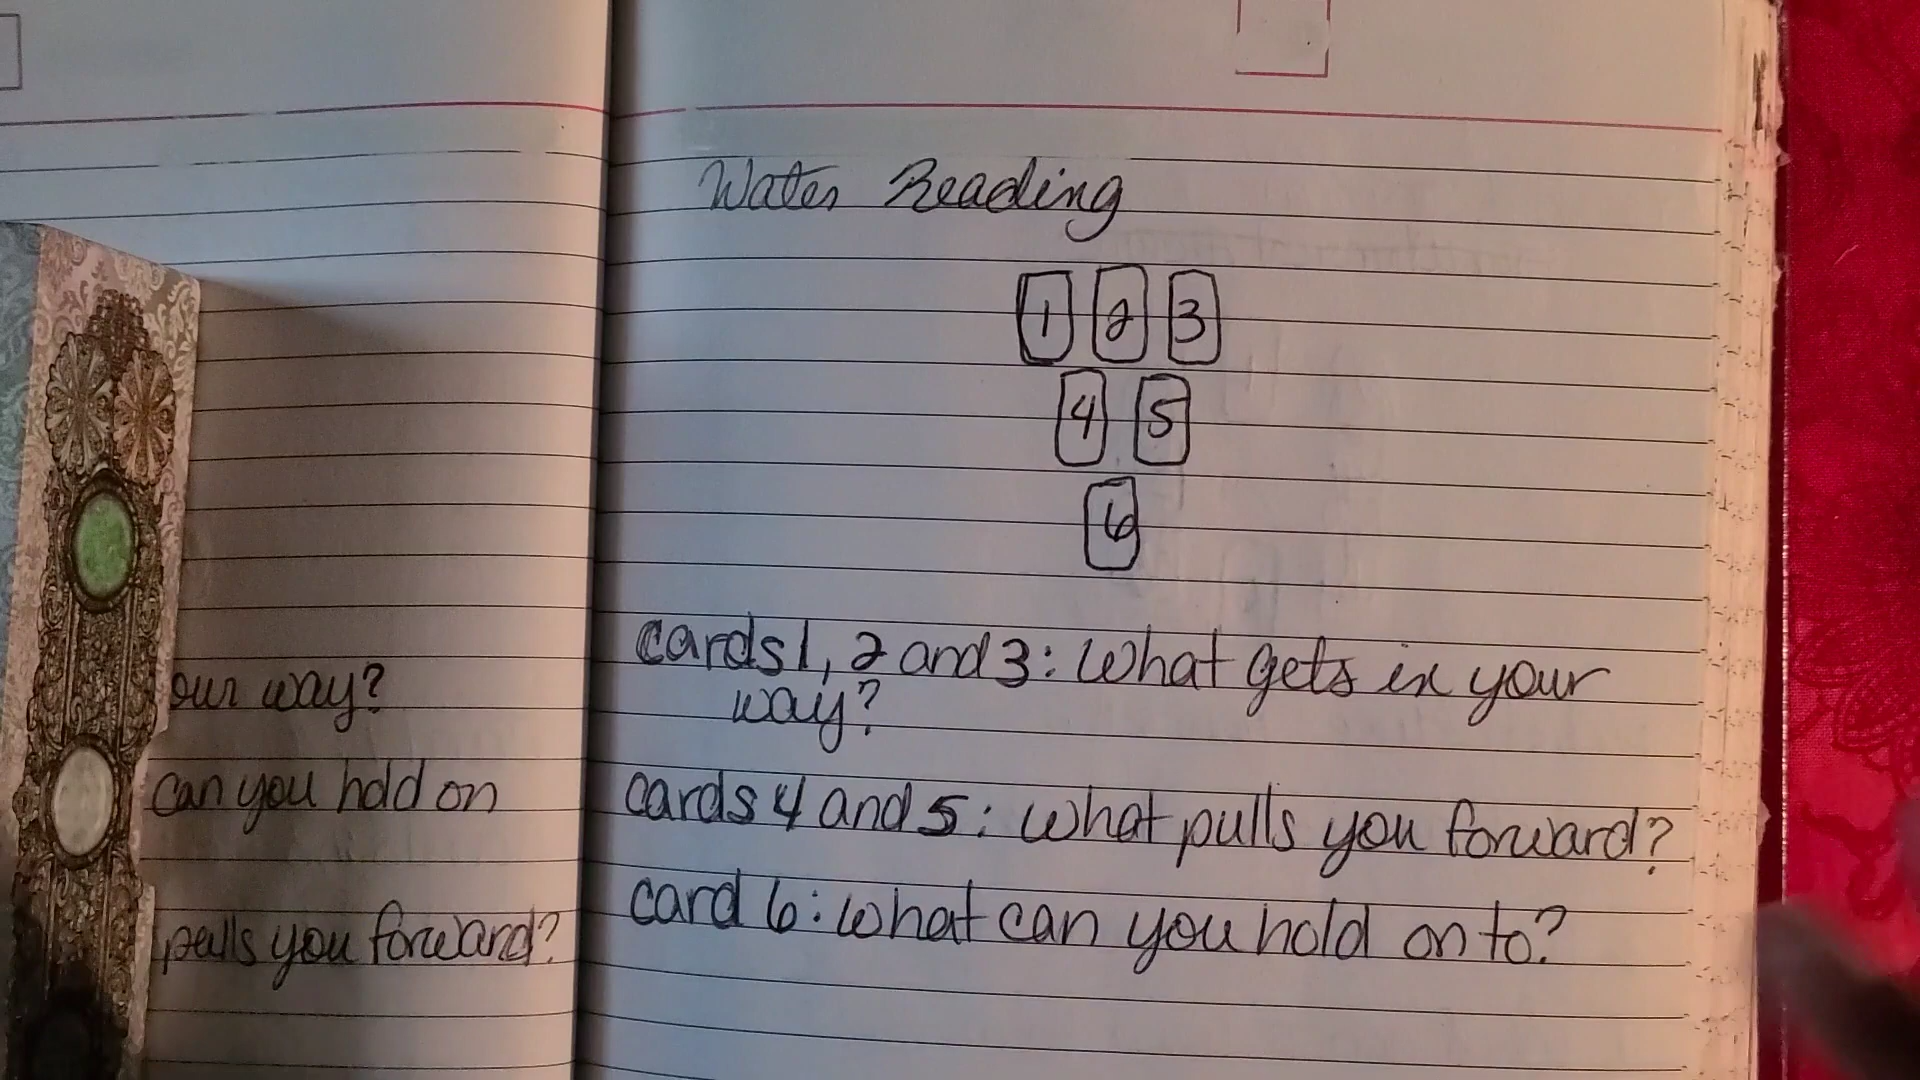 our way?
can you hold on
pulls you forward?
Water Reading
1 2 3
4 5
6
cards 1, 2 and 3: What gets in your
way?
cards 4 and 5: What pulls you forward?
card 6: What can you hold on to?